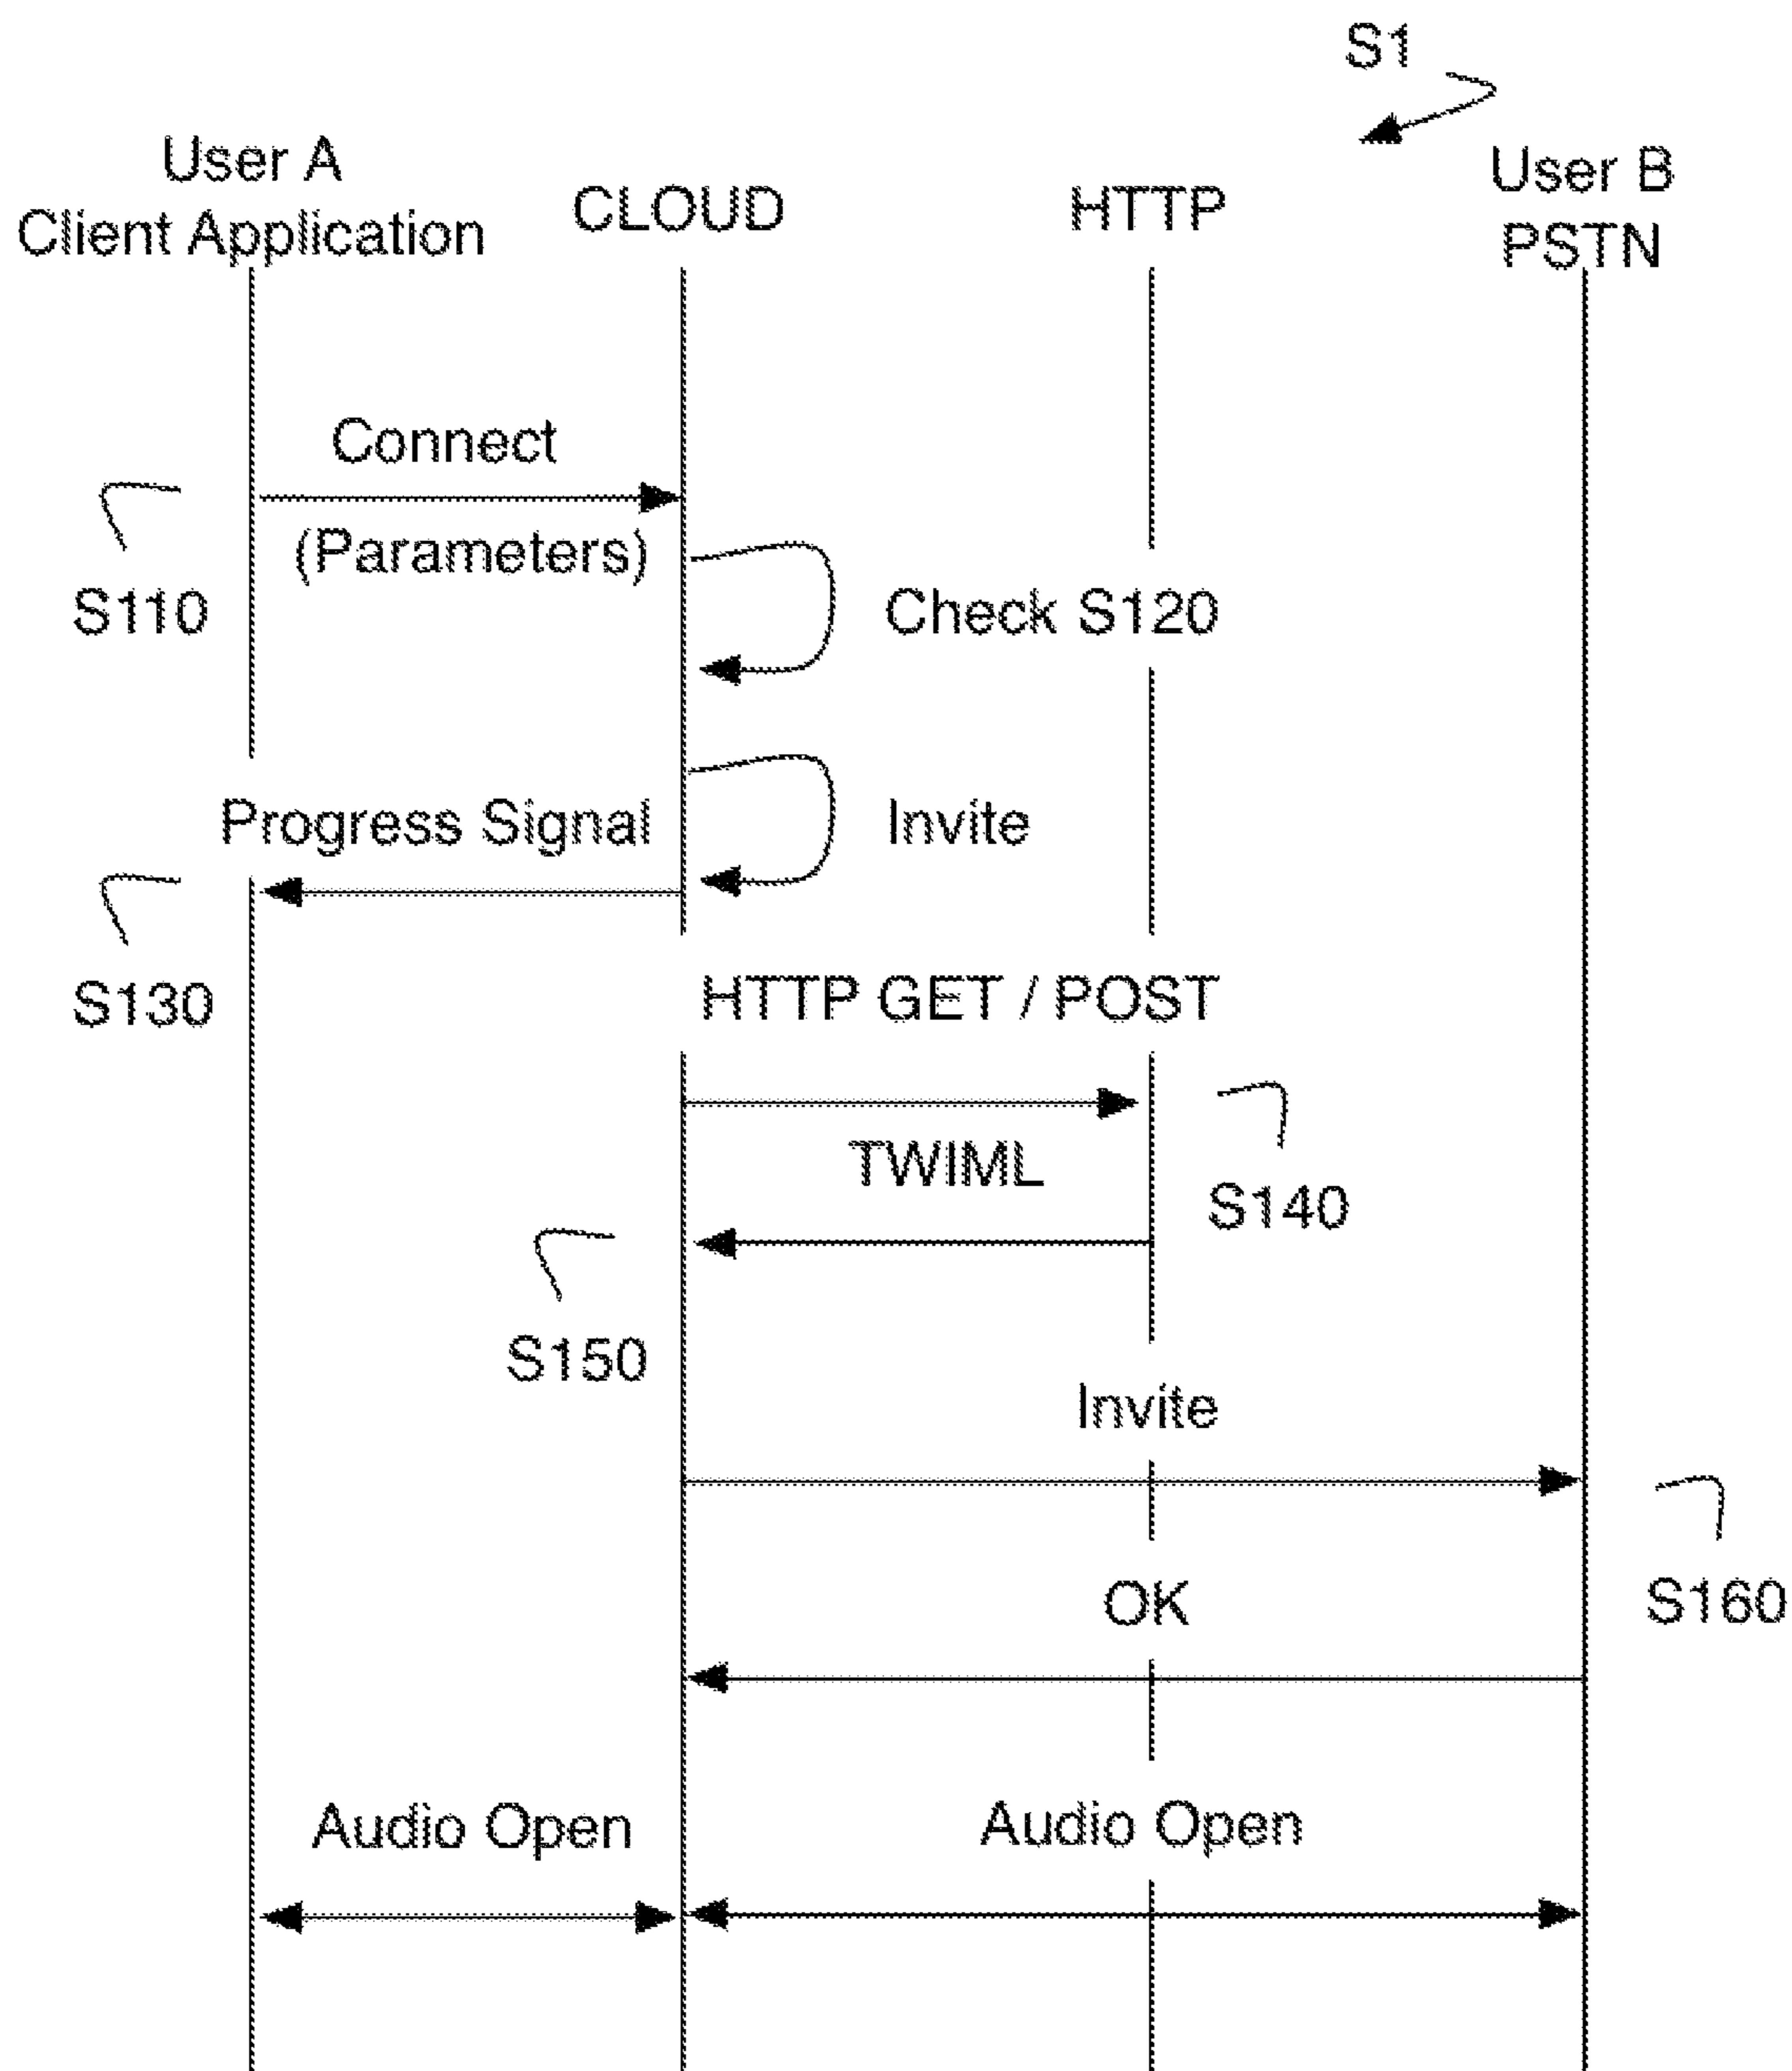 S1
User A
Client Application
CLOUD
HTTP
User B
PSTN
Connect
(Parameters)
S110
Check S120
Progress Signal
Invite
S130
HTTP GET / POST
TWIML
S140
S150
Invite
OK
S160
Audio Open
Audio Open